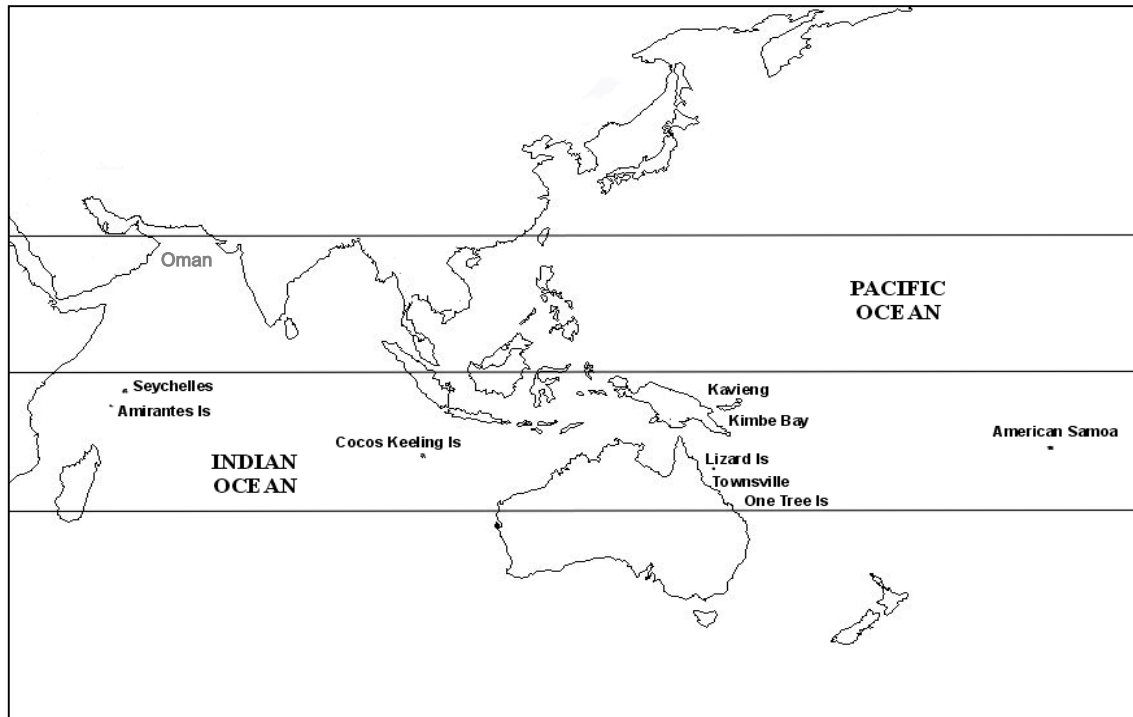 Oman
PACIFIC
OCEAN
Seychelles
Kavieng
Amirantes Is
Kimbe Bay
American Samoa
Cocos Keeling Is
INDIAN
OCEAN
Lizard Is
Townsville
One Tree Is